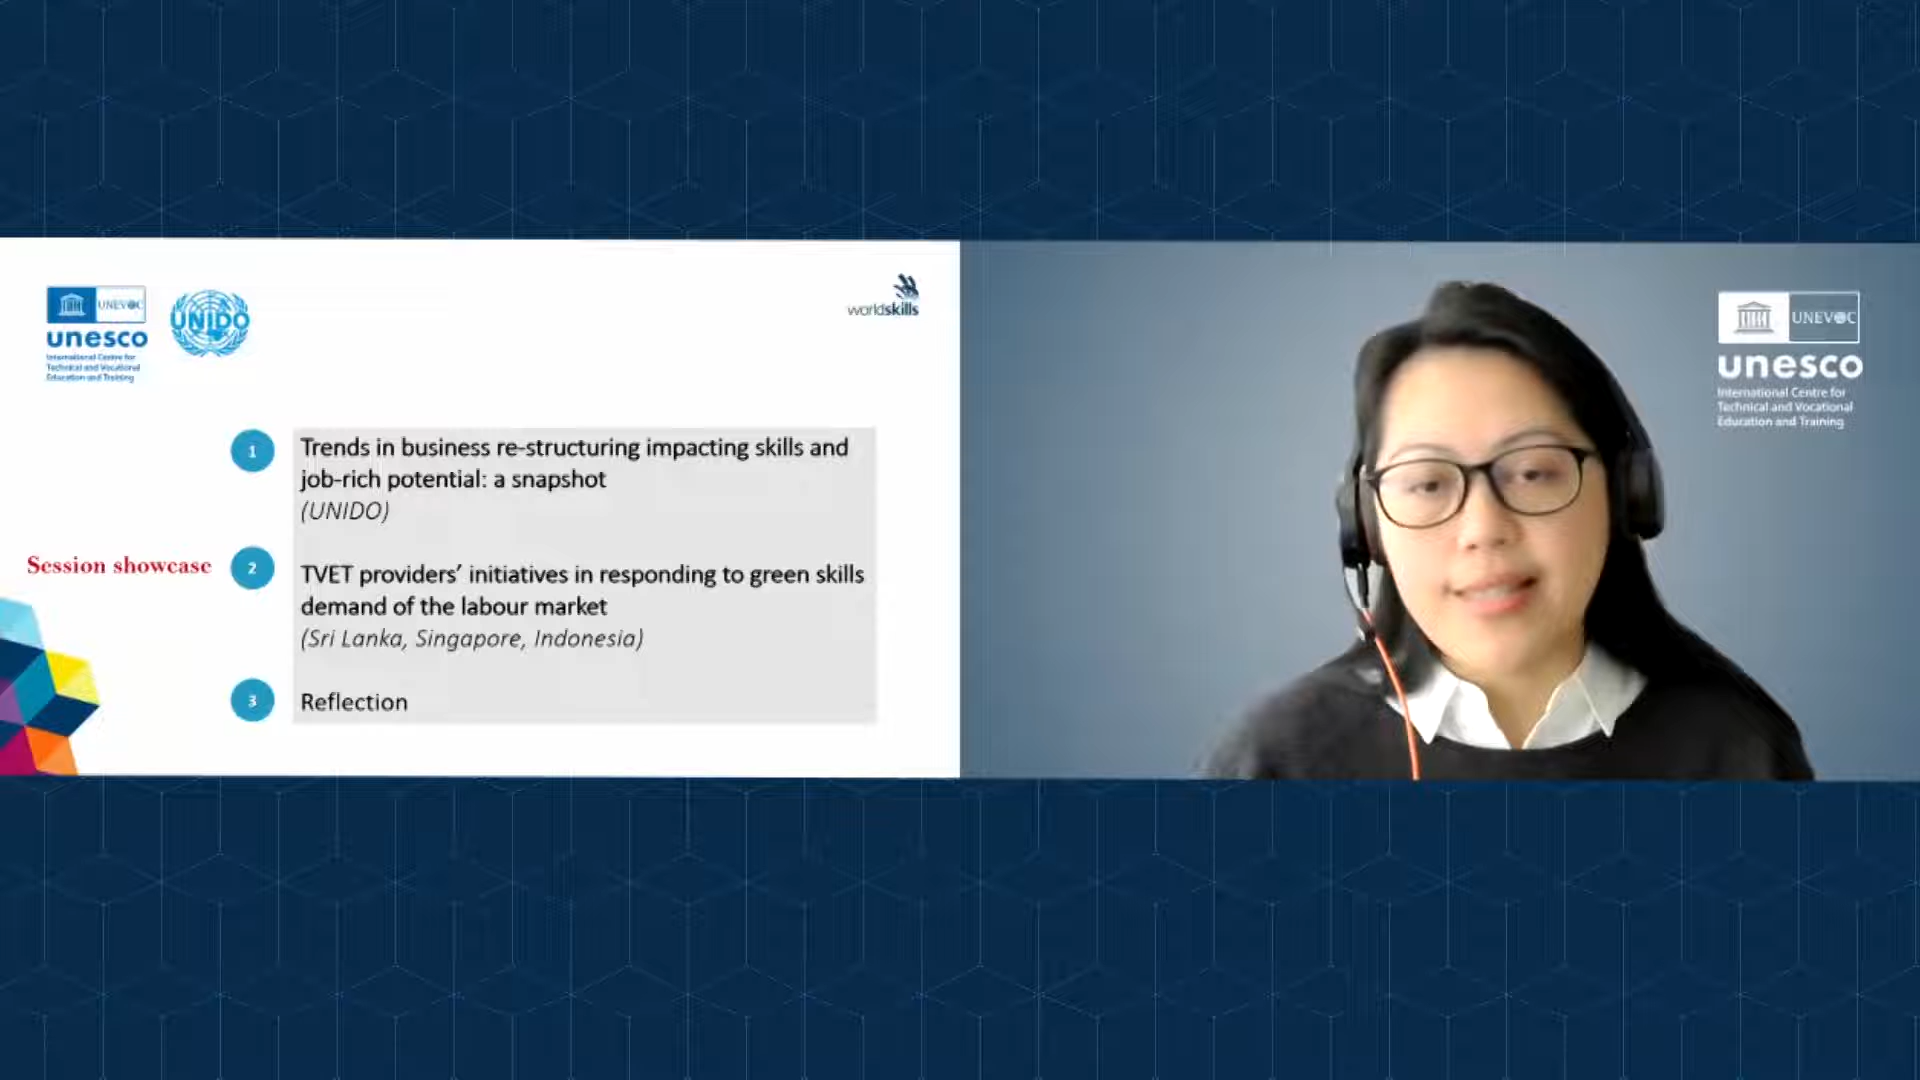 UNEVOC
unesco
International Centre for
Technical and Vocational
Education and Training
UNIDO
worldskills
Session showcase
1
Trends in business re-structuring impacting skills and
job-rich potential: a snapshot
(UNIDO)
2
TVET providers’ initiatives in responding to green skills
demand of the labour market
(Sri Lanka, Singapore, Indonesia)
3
Reflection
UNEVOC
unesco
International Centre for
Technical and Vocational
Education and Training